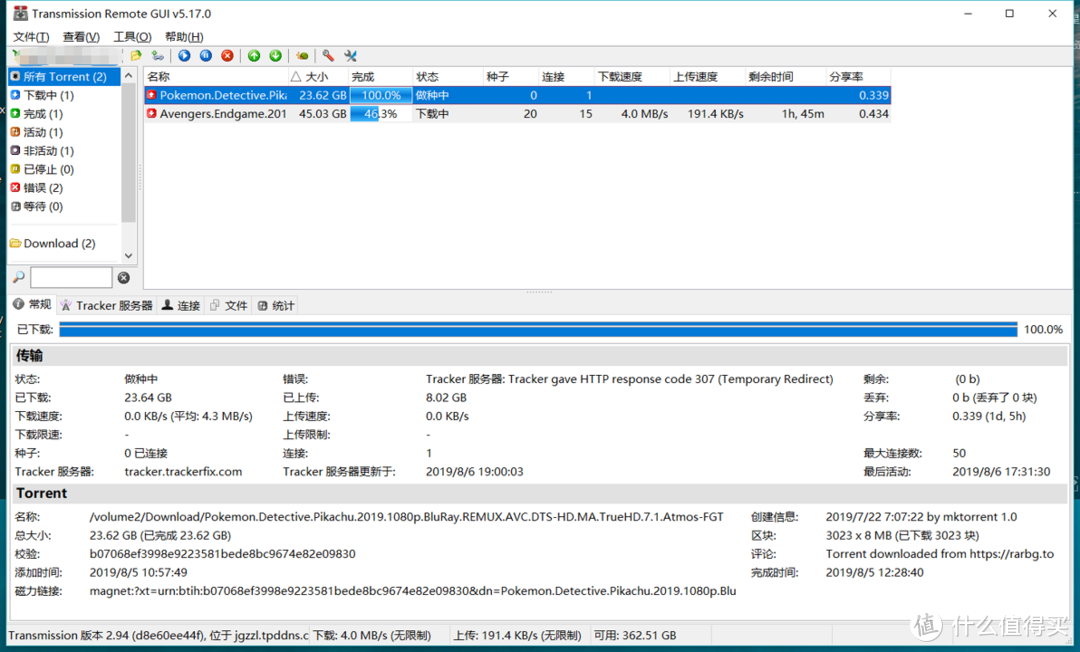 Transmission Remote GUI v5.17.0
文件(T) 查看(V) 工具(O) 帮助(H)
所有 Torrent (2)
下载中 (1)
完成 (1)
活动 (1)
非活动 (1)
已停止 (0)
错误 (2)
等待 (0)
Download (2)
名称 大小 完成 状态 种子 连接 下载速度 上传速度 剩余时间 分享率
Pokemon.Detective.Pik 23.62 GB 100.0% 做种中 0 1 0.339
Avengers.Endgame.201 45.03 GB 46.3% 下载中 20 15 4.0 MB/s 191.4 KB/s 1h, 45m 0.434
常规 Tracker 服务器 连接 文件 统计
已下载: 100.0%
传输
状态: 做种中 错误: Tracker 服务器: Tracker gave HTTP response code 307 (Temporary Redirect) 剩余: (0 b)
已下载: 23.64 GB 已上传: 8.02 GB 丢弃: 0 b (丢弃了 0 块)
下载速度: 0.0 KB/s (平均: 4.3 MB/s) 上传速度: 0.0 KB/s 分享率: 0.339 (1d, 5h)
下载限速: - 上传限制: -
种子: 0 已连接 连接: 1 最大连接数: 50
Tracker 服务器: tracker.trackerfix.com Tracker 服务器更新于: 2019/8/6 19:00:03 最后活动: 2019/8/6 17:31:30
Torrent
名称: /volume2/Download/Pokemon.Detective.Pikachu.2019.1080p.BluRay.REMUX.AVC.DTS-HD.MA.TrueHD.7.1.Atmos-FGT 创建信息: 2019/7/22 7:07:22 by mktorrent 1.0
总大小: 23.62 GB (已完成 23.62 GB) 区块: 3023 x 8 MB (已下载 3023 块)
校验: b07068ef3998e9223581bede8bc9674e82e09830 评论: Torrent downloaded from https://rarbg.to
添加时间: 2019/8/5 10:57:49 完成时间: 2019/8/5 12:28:40
磁力链接: magnet:?xt=urn:btih:b07068ef3998e9223581bede8bc9674e82e09830&dn=Pokemon.Detective.Pikachu.2019.1080p.Blu
Transmission 版本 2.94 (d8e60ee44f), 位于 jgzzl.tpddns.c 下载: 4.0 MB/s (无限制) 上传: 191.4 KB/s (无限制) 可用: 362.51 GB
值 什么值得买